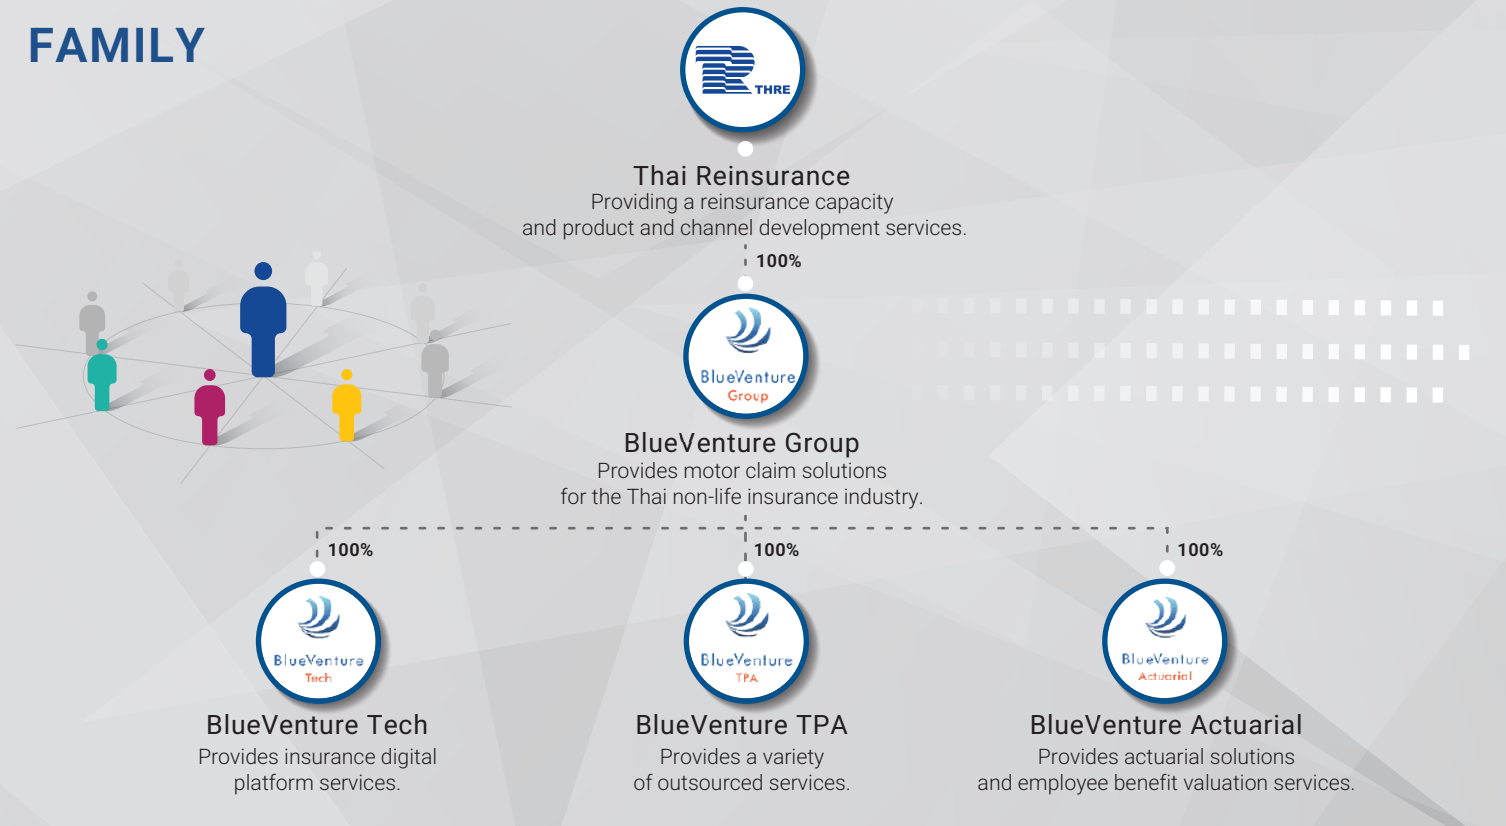 FAMILY
THRE
Thai Reinsurance
Providing a reinsurance capacity
and product and channel development services.
100%
BlueVenture
Group
BlueVenture Group
Provides motor claim solutions
for the Thai non-life insurance industry.
100%
100%
100%
BlueVenture
Tech
BlueVenture
TPA
BlueVenture
Actuarial
BlueVenture Tech
BlueVenture TPA
BlueVenture Actuarial
Provides insurance digital
platform services.
Provides a variety
of outsourced services.
Provides actuarial solutions
and employee benefit valuation services.